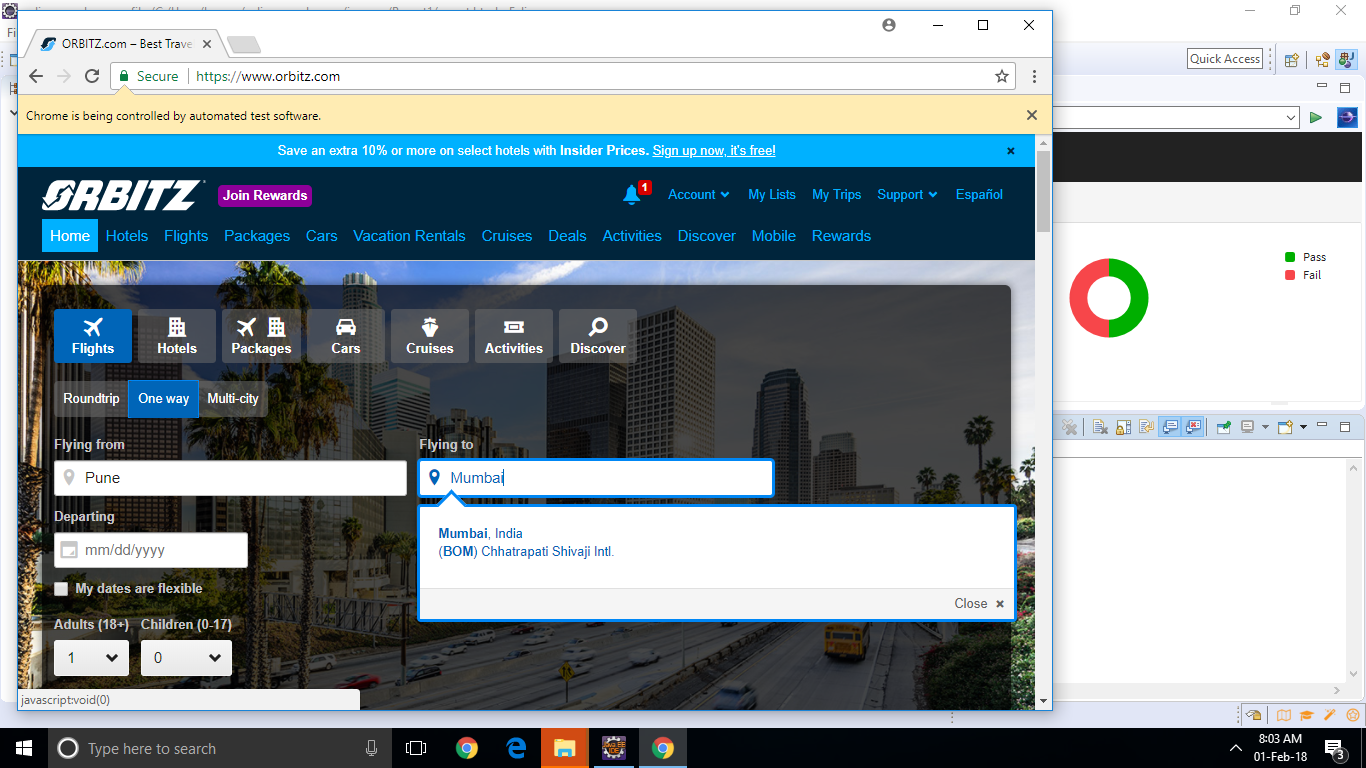 ORBITZ.com – Best Trave
Secure
https://www.orbitz.com
Quick Access
Chrome is being controlled by automated test software.
Save an extra 10% or more on select hotels with Insider Prices. Sign up now, it's free!
ORBITZ
Join Rewards
1
Account
My Lists
My Trips
Support
Español
Home
Hotels
Flights
Packages
Cars
Vacation Rentals
Cruises
Deals
Activities
Discover
Mobile
Rewards
Pass
Fail
Flights
Hotels
Packages
Cars
Cruises
Activities
Discover
Roundtrip
One way
Multi-city
Flying from
Flying to
Pune
Mumbai
Departing
Mumbai, India
(BOM) Chhatrapati Shivaji Intl.
mm/dd/yyyy
My dates are flexible
Close
Adults (18+)
Children (0-17)
1
0
javascript:void(0)
Type here to search
8:03 AM
01-Feb-18
3